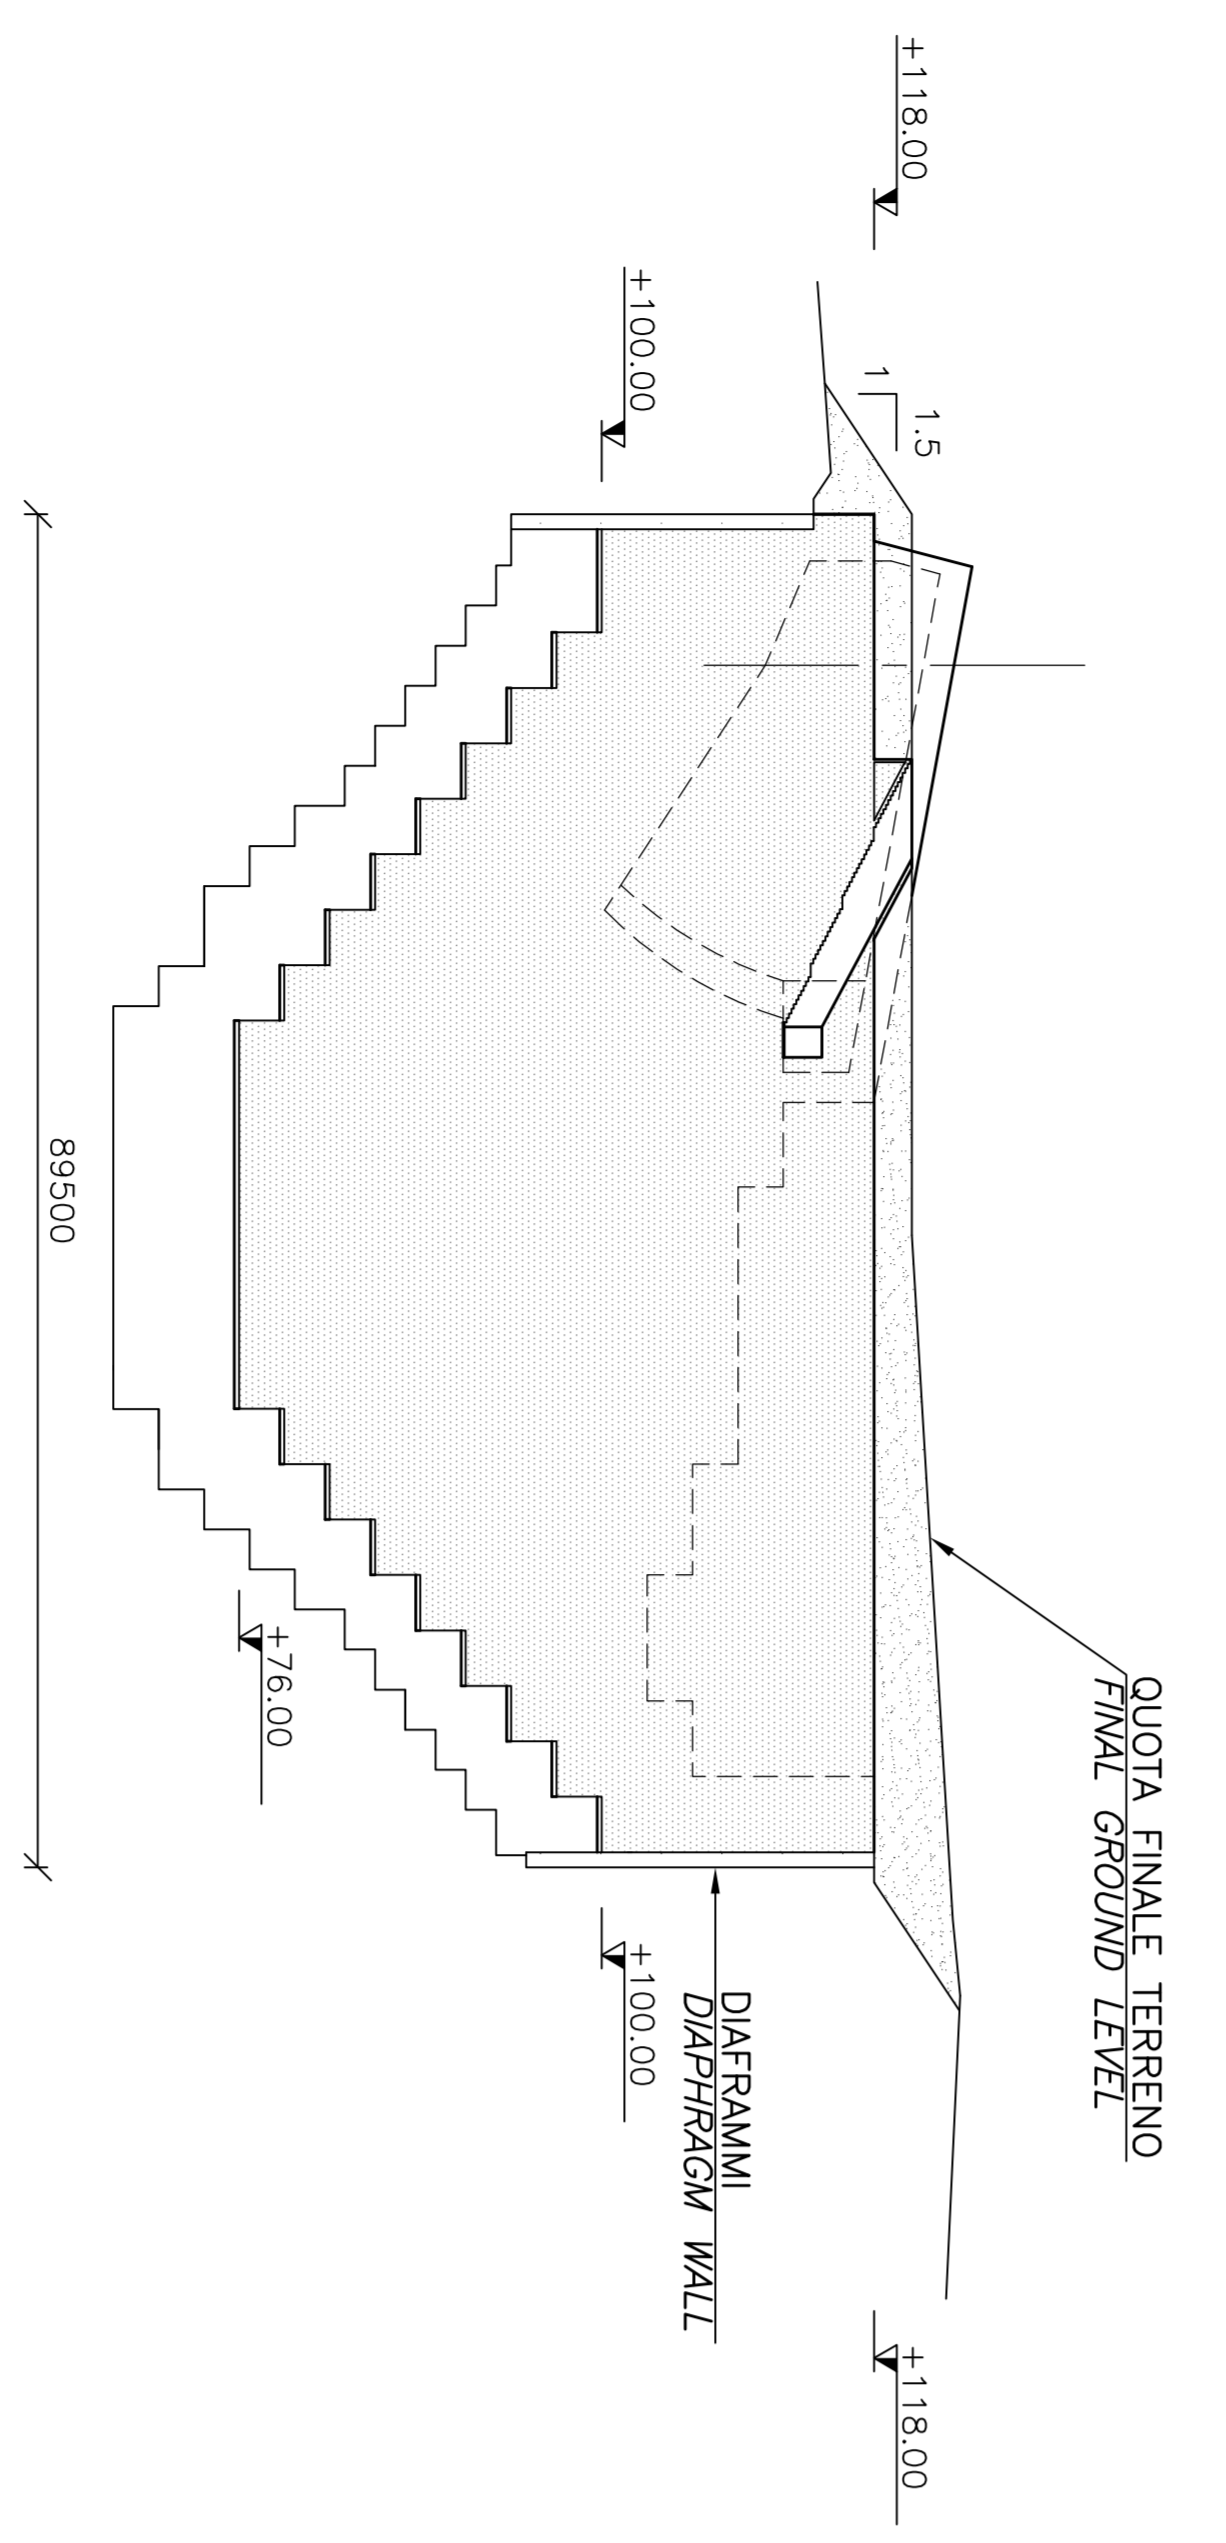 +118.00
+100.00
1
1.5
QUOTA FINALE TERRENO
FINAL GROUND LEVEL
DIAFRAMMI
DIAPHRAGM WALL
+118.00
+100.00
+76.00
89500